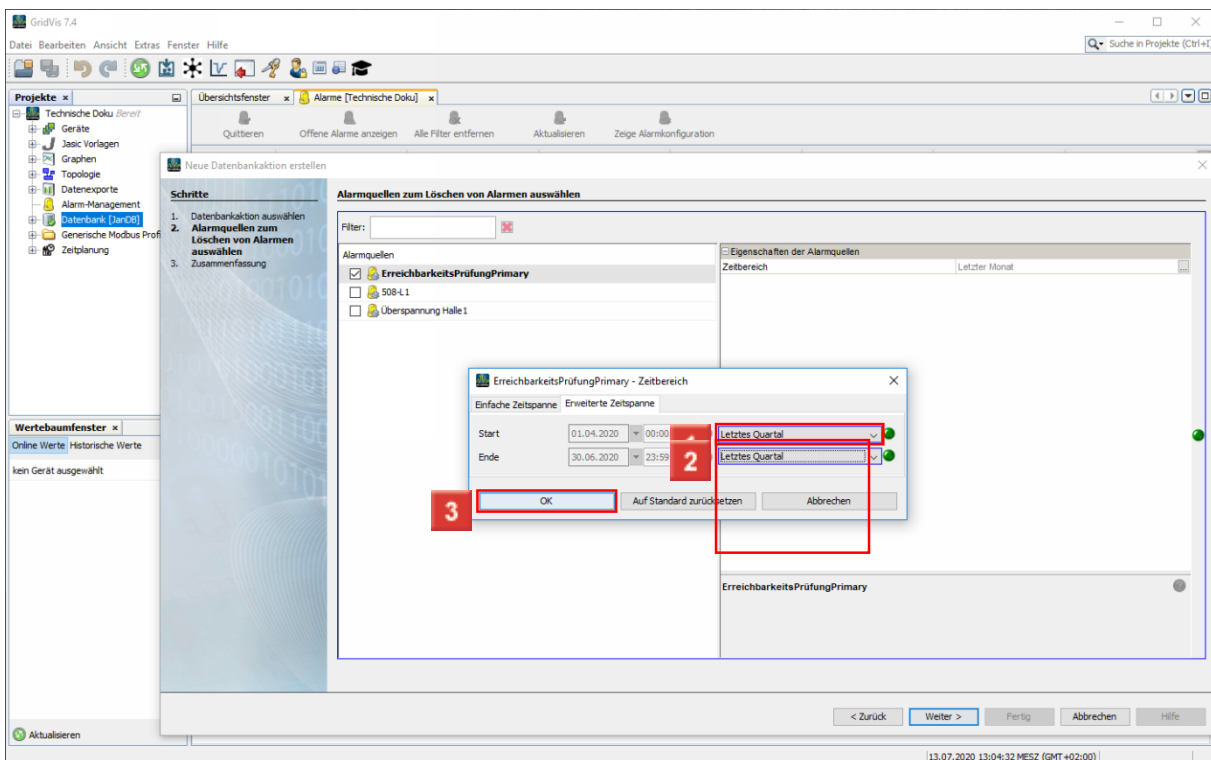 GridVis 7.4
Datei Bearbeiten Ansicht Extras Fenster Hilfe
Suche in Projekte (Ctrl+I)
Projekte
Übersichtsfenster
Alarme [Technische Doku]
Technische Doku Bereit
Geräte
Jasic Vorlagen
Graphen
Topologie
Datenexporte
Alarm-Management
Datenbank [JanDB]
Generische Modbus Profi
Zeitplanung
Quittieren
Offene Alarme anzeigen
Alle Filter entfernen
Aktualisieren
Zeige Alarmkonfiguration
Neue Datenbankaktion erstellen
Schritte
1. Datenbankaktion auswählen
2. Alarmquellen zum
Löschen von Alarmen
auswählen
3. Zusammenfassung
Alarmquellen zum Löschen von Alarmen auswählen
Filter:
Alarmquellen
ErreichbarkeitsPrüfungPrimary
508-L1
Überspannung Halle1
Eigenschaften der Alarmquellen
Zeitbereich
Letzter Monat
...
ErreichbarkeitsPrüfungPrimary - Zeitbereich
Einfache Zeitspanne
Erweiterte Zeitspanne
Start
01.04.2020
00:00
Letztes Quartal
Ende
30.06.2020
23:59
2
Letztes Quartal
3
OK
Auf Standard zurücksetzen
Abbrechen
ErreichbarkeitsPrüfungPrimary
Wertebaumfenster
Online Werte
Historische Werte
kein Gerät ausgewählt
Aktualisieren
< Zurück
Weiter >
Fertig
Abbrechen
Hilfe
13.07.2020 13:04:32 MESZ (GMT+02:00)